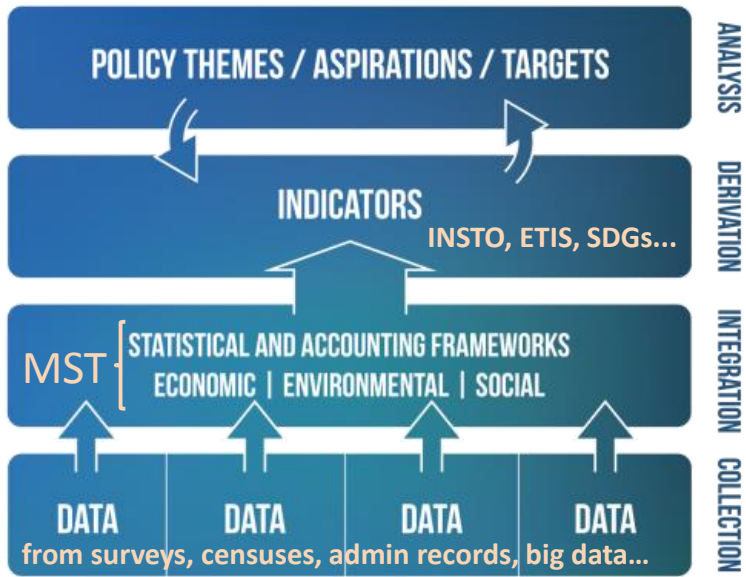 POLICY THEMES / ASPIRATIONS / TARGETS
ANALYSIS
INDICATORS
INSTO, ETIS, SDGs...
DERIVATION
MST
STATISTICAL AND ACCOUNTING FRAMEWORKS
ECONOMIC | ENVIRONMENTAL | SOCIAL
INTEGRATION
DATA DATA DATA DATA
from surveys, censuses, admin records, big data...
COLLECTION